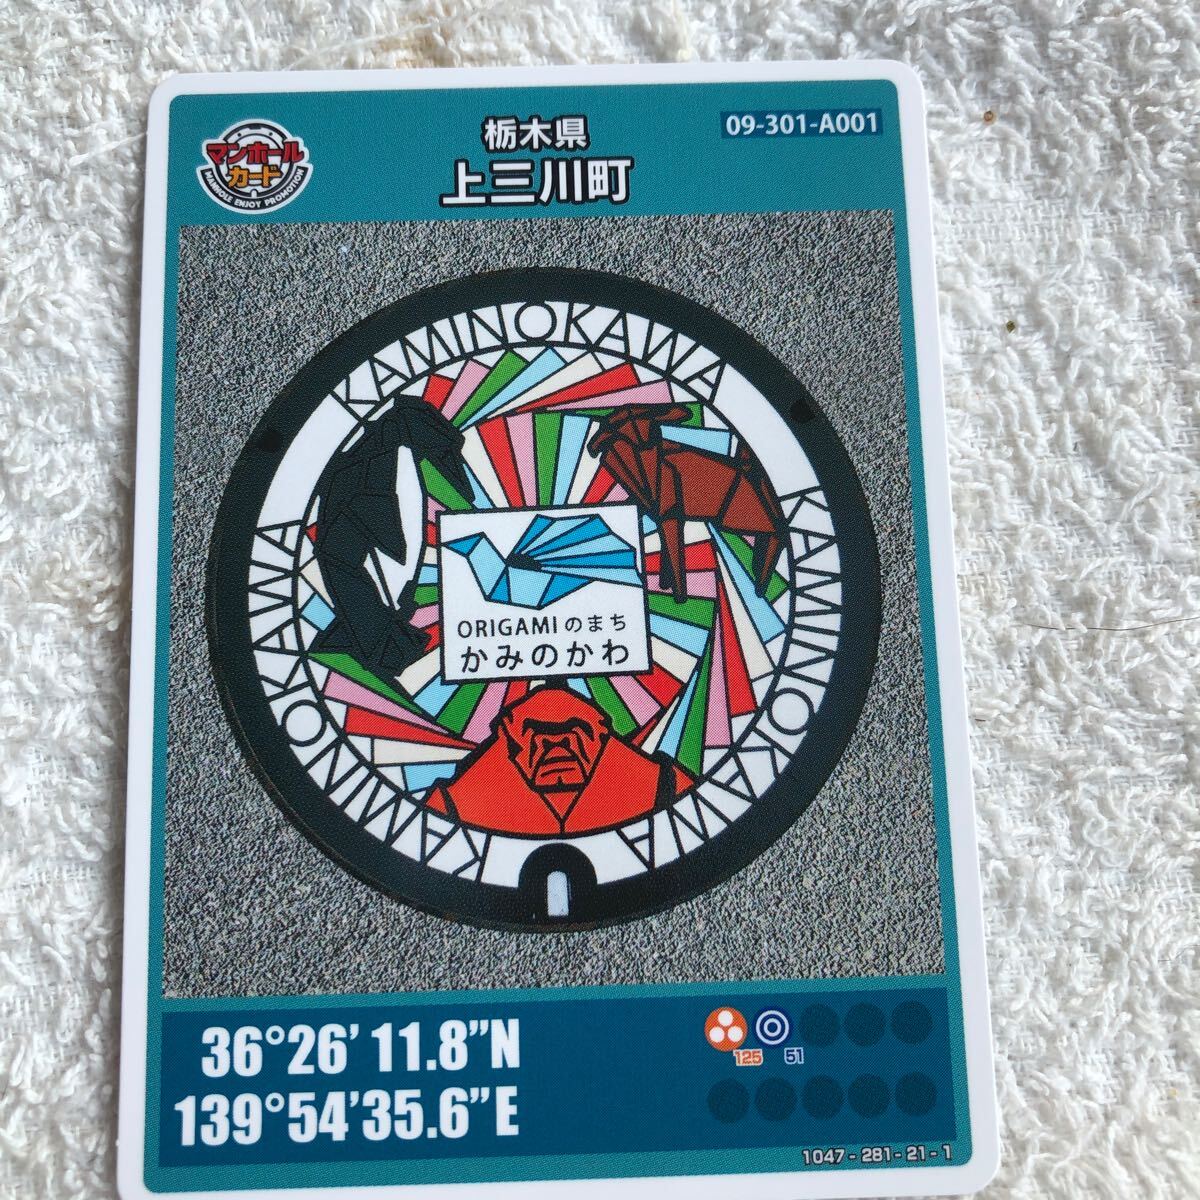 マンホール
カード
MANHOLE ENJOY PROMOTION
栃木県
上三川町
09-301-A001
KAMINOKAWA
KAMINOKAWA
KAMINOKAWA
ORIGAMIのまち
かみのかわ
36°26’11.8”N
139°54’35.6”E
125
51
1047-281-21-1